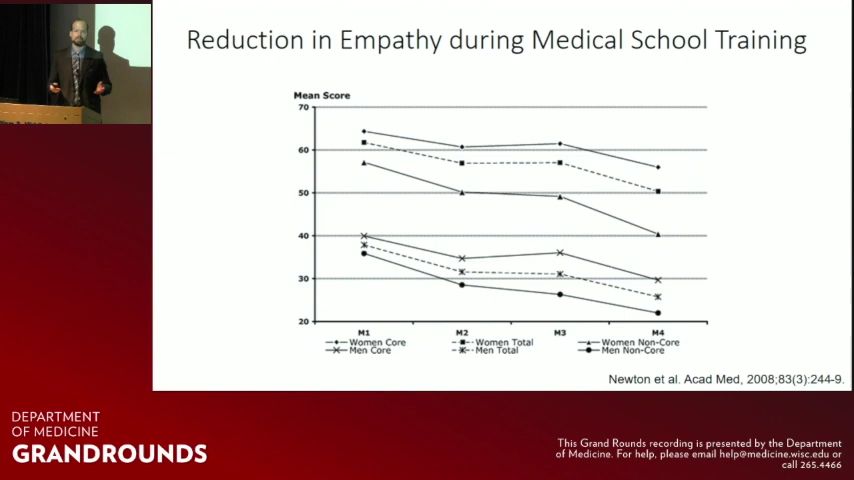 Reduction in Empathy during Medical School Training
Mean Score
70
60
50
40
30
20
M1 M2 M3 M4
Women Core Women Total Women Non-Core
Men Core Men Total Men Non-Core
Newton et al. Acad Med, 2008;83(3):244-9.
DEPARTMENT
OF MEDICINE
GRANDROUNDS
This Grand Rounds recording is presented by the Department
of Medicine. For help, please email help@medicine.wisc.edu or
call 265.4466